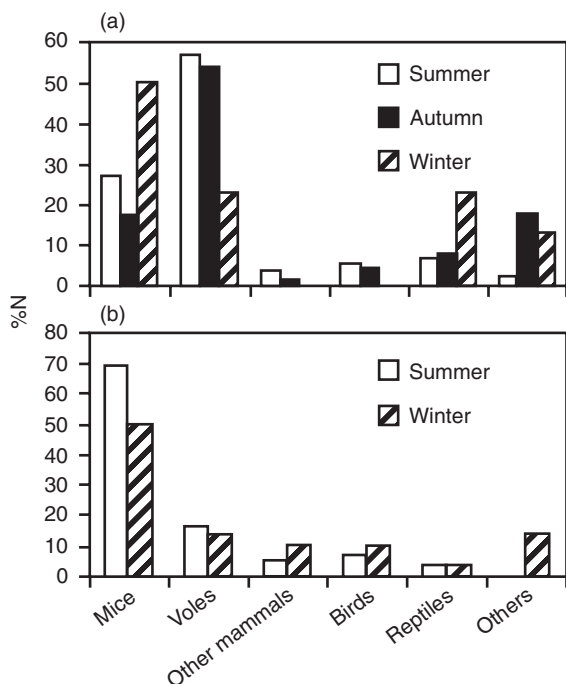 (a)
60
50
40
30
20
10
0
Summer
Autumn
Winter
%N
(b)
80
70
60
50
40
30
20
10
0
Summer
Winter
Mice
Voles
Other mammals
Birds
Reptiles
Others